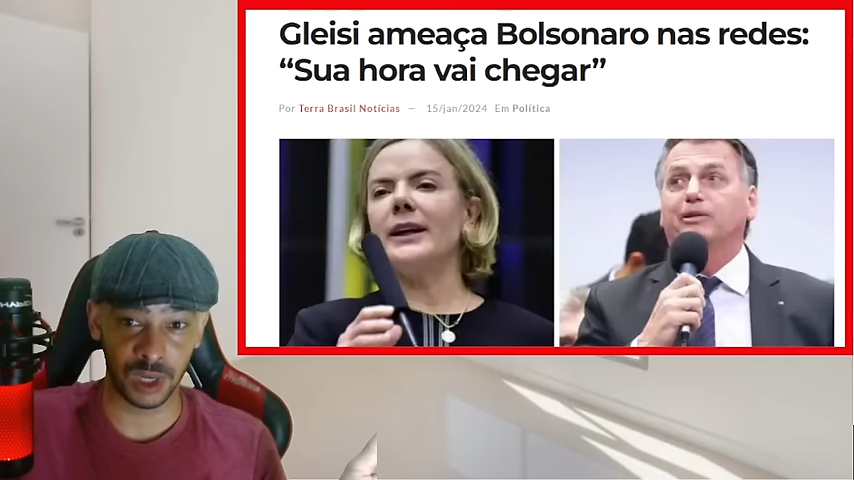 Gleisi ameaça Bolsonaro nas redes:
“Sua hora vai chegar”
Por Terra Brasil Notícias — 15/jan/2024 Em Política